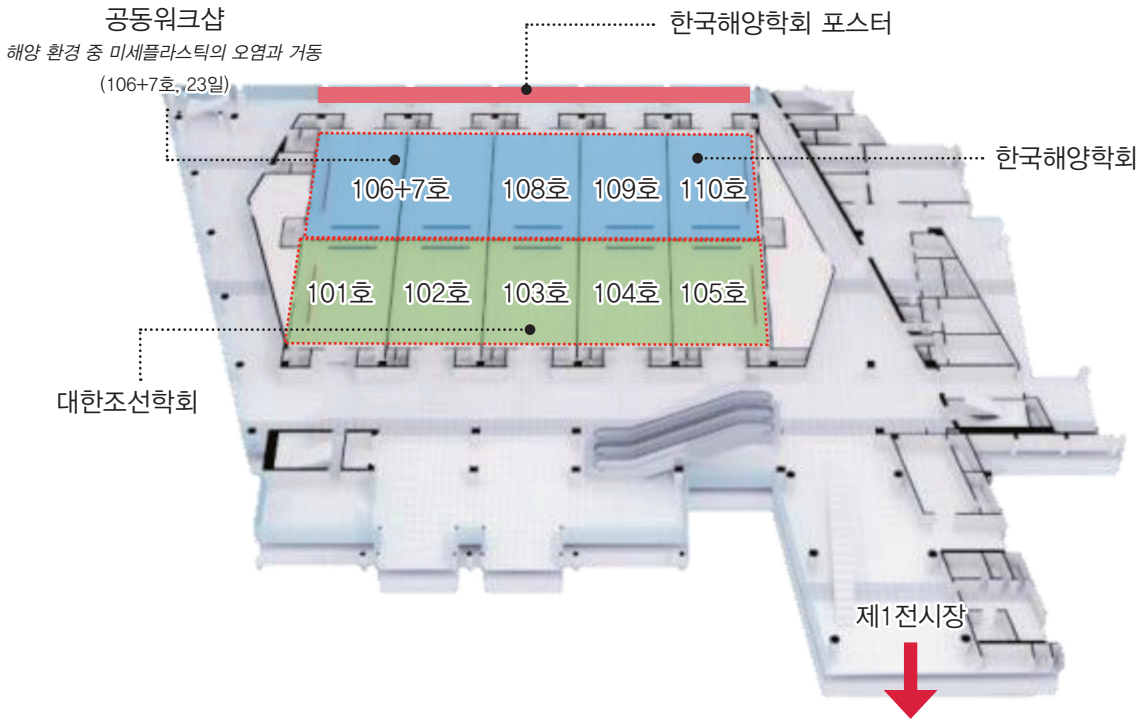 공동워크샵
해양 환경 중 미세플라스틱의 오염과 거동
(106+7호, 23일)
한국해양학회 포스터
한국해양학회
106+7호
108호
109호
110호
101호
102호
103호
104호
105호
대한조선학회
제1전시장